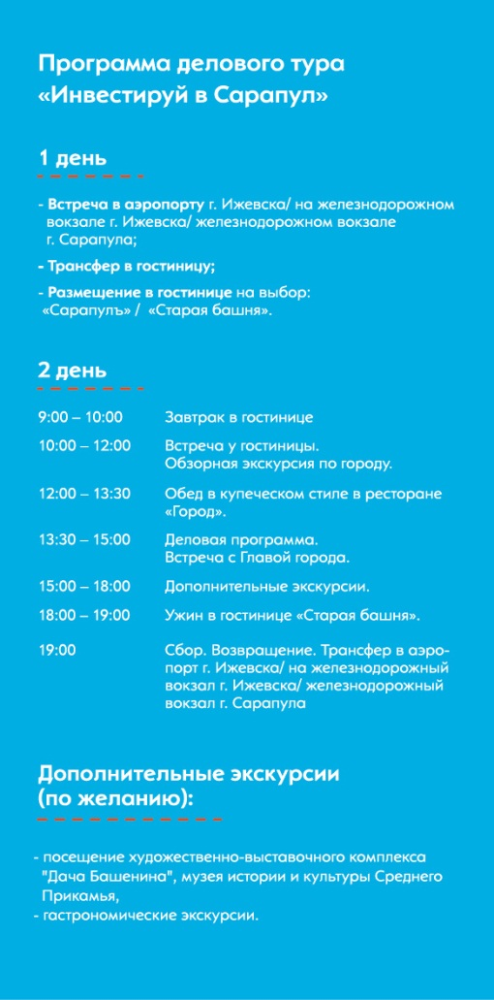 Программа делового тура
«Инвестируй в Сарапул»
1 день
- Встреча в аэропорту г. Ижевска/ на железнодорожном
вокзале г. Ижевска/ железнодорожном вокзале
г. Сарапула;
- Трансфер в гостиницу;
- Размещение в гостинице на выбор:
«Сарапулъ» / «Старая башня».
2 день
9:00 – 10:00 Завтрак в гостинице
10:00 – 12:00 Встреча у гостиницы.
Обзорная экскурсия по городу.
12:00 – 13:30 Обед в купеческом стиле в ресторане
«Город».
13:30 – 15:00 Деловая программа.
Встреча с Главой города.
15:00 – 18:00 Дополнительные экскурсии.
18:00 – 19:00 Ужин в гостинице «Старая башня».
19:00 Сбор. Возвращение. Трансфер в аэро-
порт г. Ижевска/ на железнодорожный
вокзал г. Ижевска/ железнодорожный
вокзал г. Сарапула
Дополнительные экскурсии
(по желанию):
- посещение художественно-выставочного комплекса
"Дача Башенина", музея истории и культуры Среднего
Прикамья,
- гастрономические экскурсии.